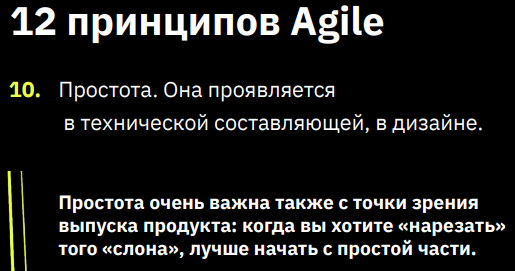 12 принципов Agile
10. Простота. Она проявляется
в технической составляющей, в дизайне.
Простота очень важна также с точки зрения
выпуска продукта: когда вы хотите «нарезать»
того «слона», лучше начать с простой части.